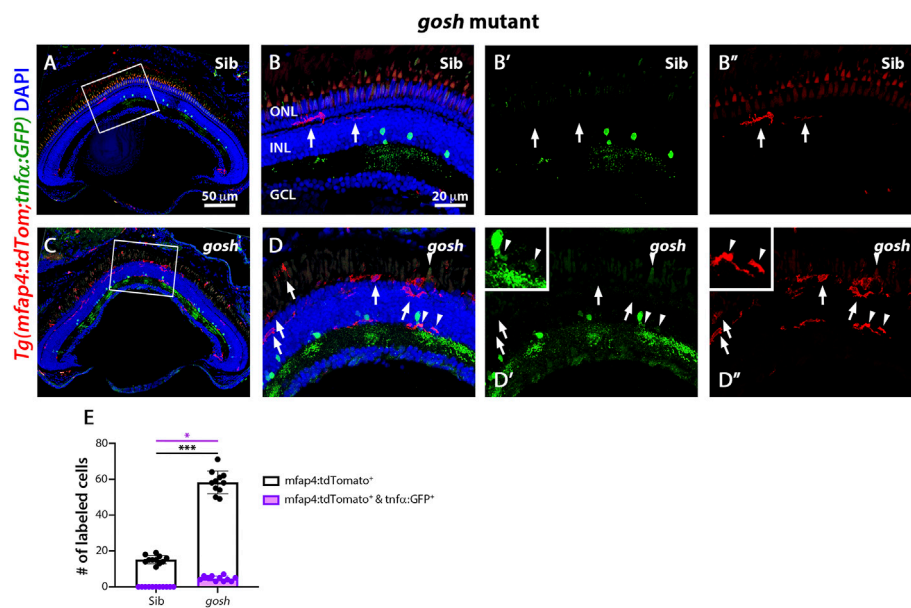 gosh mutant
Tg(mfap4:tdTom;tnfα:GFP) DAPI
A
Sib
50 μm
B
Sib
ONL
INL
GCL
20 μm
B′
Sib
B″
Sib
C
gosh
D
gosh
gosh
D′
gosh
D″
E
# of labeled cells
80
60
40
20
0
*
***
Sib
gosh
mfap4:tdTomato⁺
mfap4:tdTomato⁺ & tnfα:GFP⁺